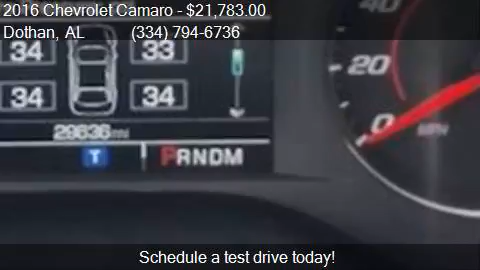 2016 Chevrolet Camaro - $21,783.00
Dothan, AL (334) 794-6736
34 33
34 34
29836 mi
T PRNDM
40
20
0
MPH
Schedule a test drive today!